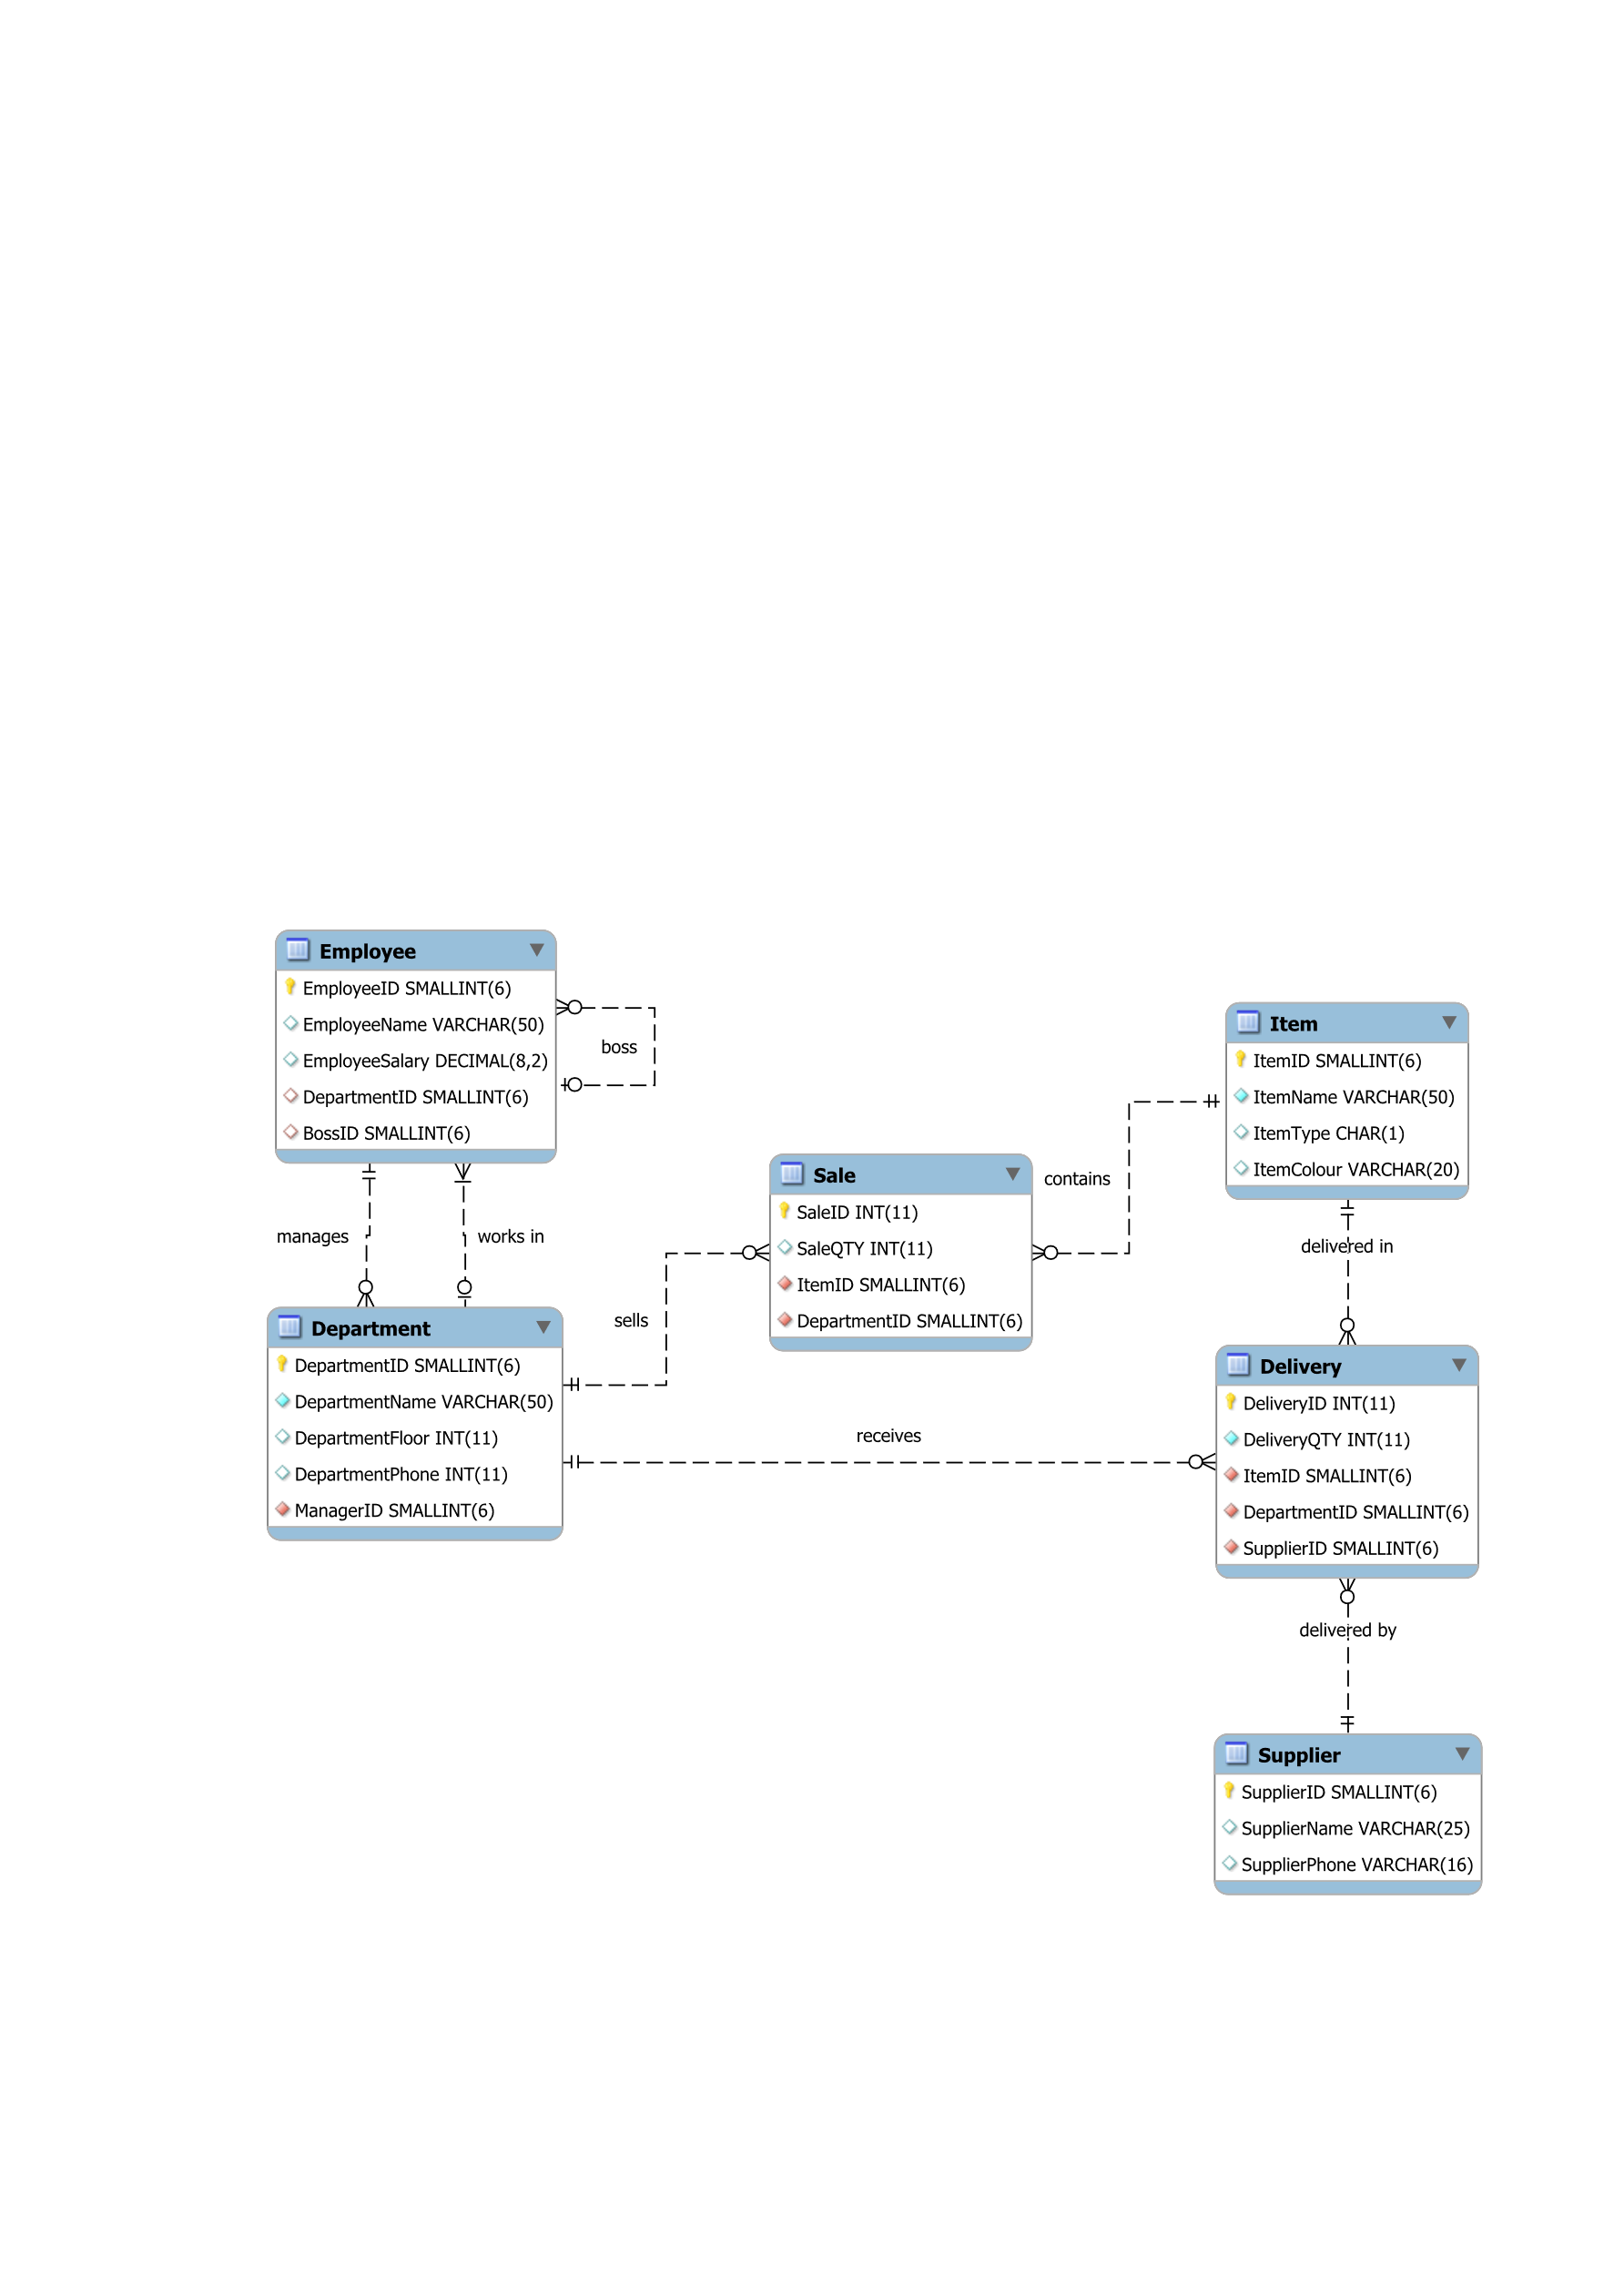 Employee
EmployeeID SMALLINT(6)
EmployeeName VARCHAR(50)
EmployeeSalary DECIMAL(8,2)
DepartmentID SMALLINT(6)
BossID SMALLINT(6)
boss
manages
works in
Department
DepartmentID SMALLINT(6)
DepartmentName VARCHAR(50)
DepartmentFloor INT(11)
DepartmentPhone INT(11)
ManagerID SMALLINT(6)
sells
receives
Sale
SaleID INT(11)
SaleQTY INT(11)
ItemID SMALLINT(6)
DepartmentID SMALLINT(6)
contains
Item
ItemID SMALLINT(6)
ItemName VARCHAR(50)
ItemType CHAR(1)
ItemColour VARCHAR(20)
delivered in
Delivery
DeliveryID INT(11)
DeliveryQTY INT(11)
ItemID SMALLINT(6)
DepartmentID SMALLINT(6)
SupplierID SMALLINT(6)
delivered by
Supplier
SupplierID SMALLINT(6)
SupplierName VARCHAR(25)
SupplierPhone VARCHAR(16)